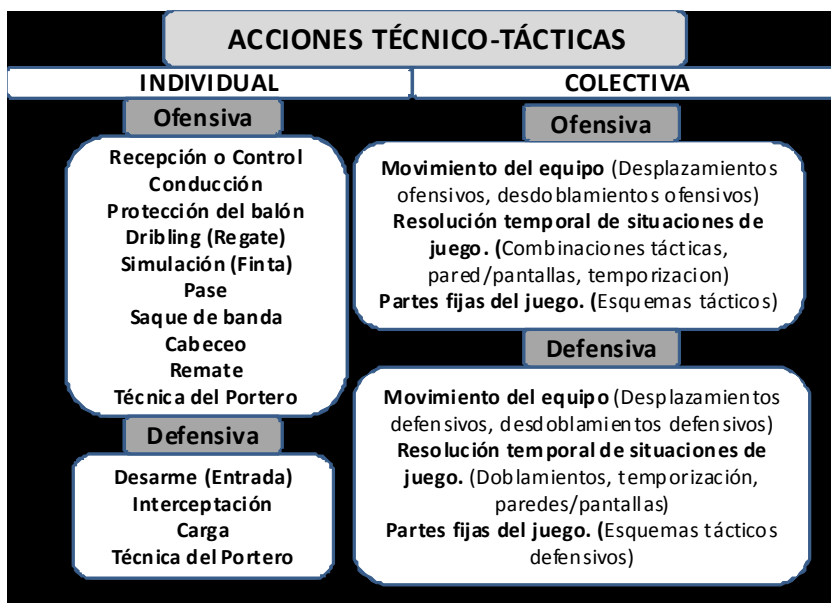 ACCIONES TÉCNICO-TÁCTICAS
INDIVIDUAL
Ofensiva
Recepción o Control
Conducción
Protección del balón
Dribling (Regate)
Simulación (Finta)
Pase
Saque de banda
Cabeceo
Remate
Técnica del Portero
Defensiva
Desarme (Entrada)
Interceptación
Carga
Técnica del Portero
COLECTIVA
Ofensiva
Movimiento del equipo (Desplazamientos
ofensivos, desdoblamientos ofensivos)
Resolución temporal de situaciones de
juego. (Combinaciones tácticas,
pared/pantallas, temporizacion)
Partes fijas del juego. (Esquemas tácticos)
Defensiva
Movimiento del equipo (Desplazamientos
defensivos, desdoblamientos defensivos)
Resolución temporal de situaciones de
juego. (Doblamientos, temporización,
paredes/pantallas)
Partes fijas del juego. (Esquemas tácticos
defensivos)